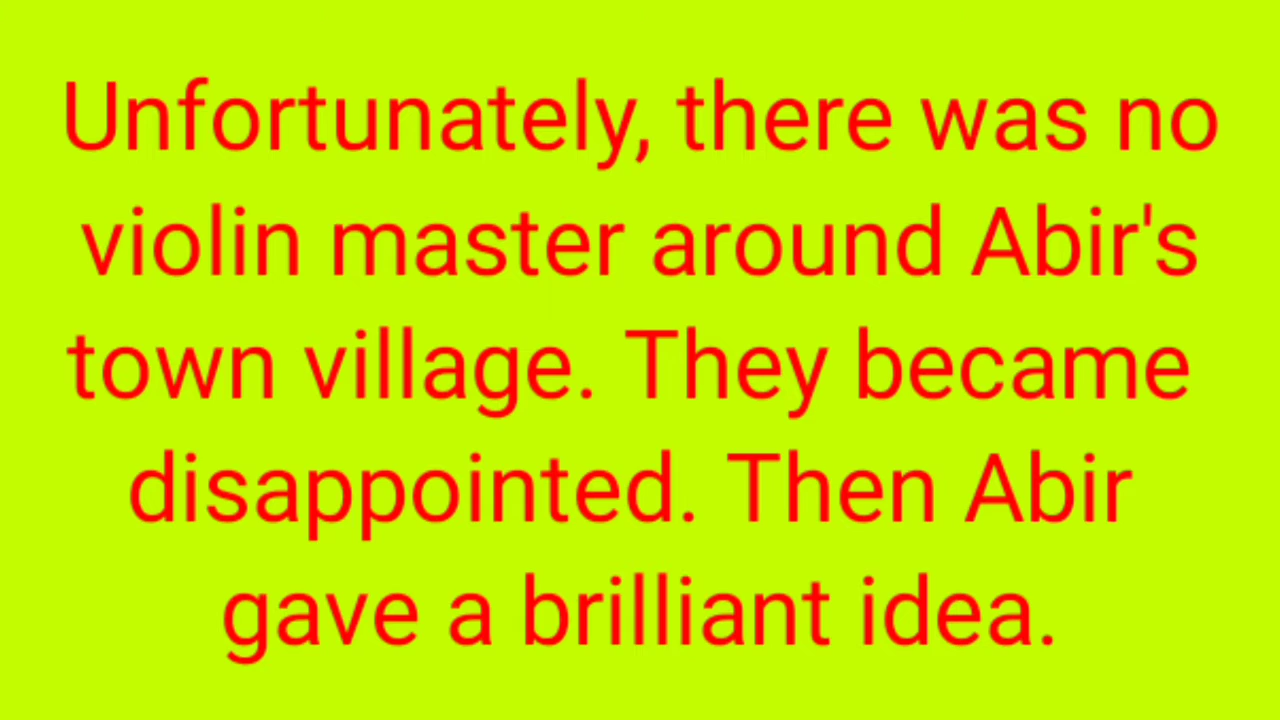 Unfortunately, there was no
violin master around Abir's
town village. They became
disappointed. Then Abir
gave a brilliant idea.